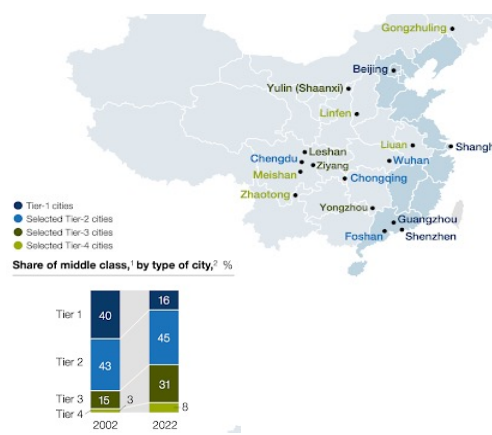 Gongzhuling
Beijing
Yulin (Shaanxi)
Linfen
Leshan
Liuan
Shangh
Chengdu
Ziyang
Wuhan
Meishan
Chongqing
Zhaotong
Yongzhou
Guangzhou
Foshan
Shenzhen
Tier-1 cities
Selected Tier-2 cities
Selected Tier-3 cities
Selected Tier-4 cities
Share of middle class,¹ by type of city,² %
Tier 1 40 16
Tier 2 43 45
Tier 3 15 3 31
Tier 4 8
2002 2022